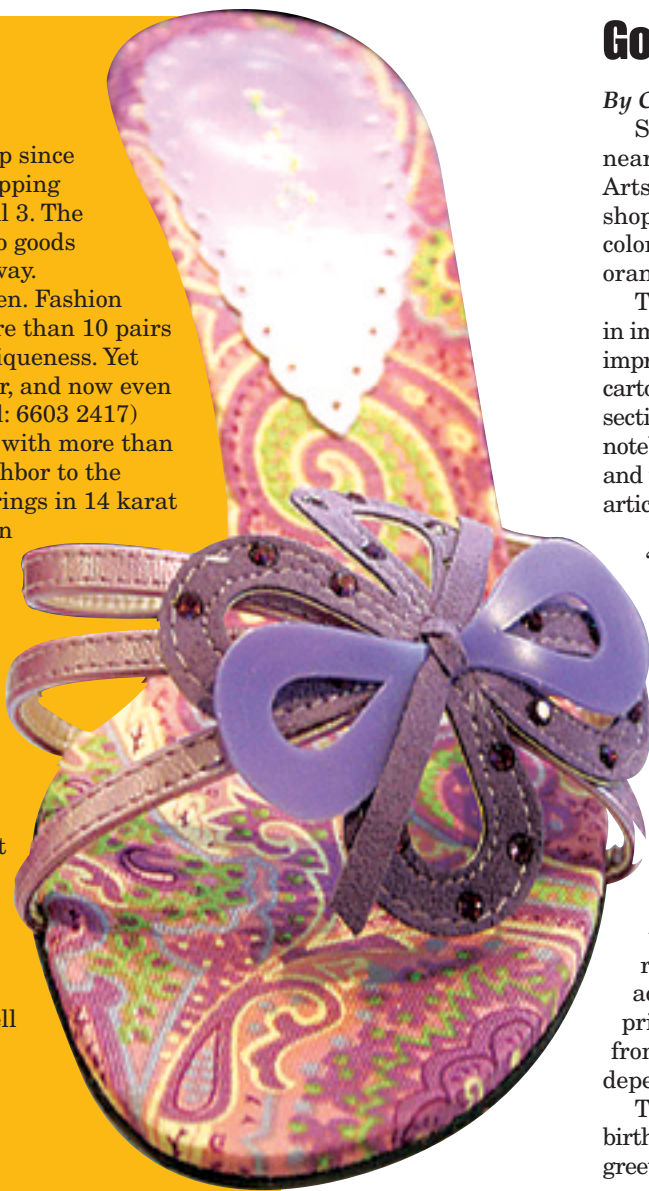 p since
pping
l 3. The
o goods
way.
en. Fashion
re than 10 pairs
iqueness. Yet
r, and now even
l: 6603 2417)
with more than
hbor to the
rings in 14 karat
n
t
ell
Go
By C
S
near
Arts
shop
color
oran
T
in im
impr
carto
secti
note
and
artic
r
ac
pri
from
depe
T
birth
greet